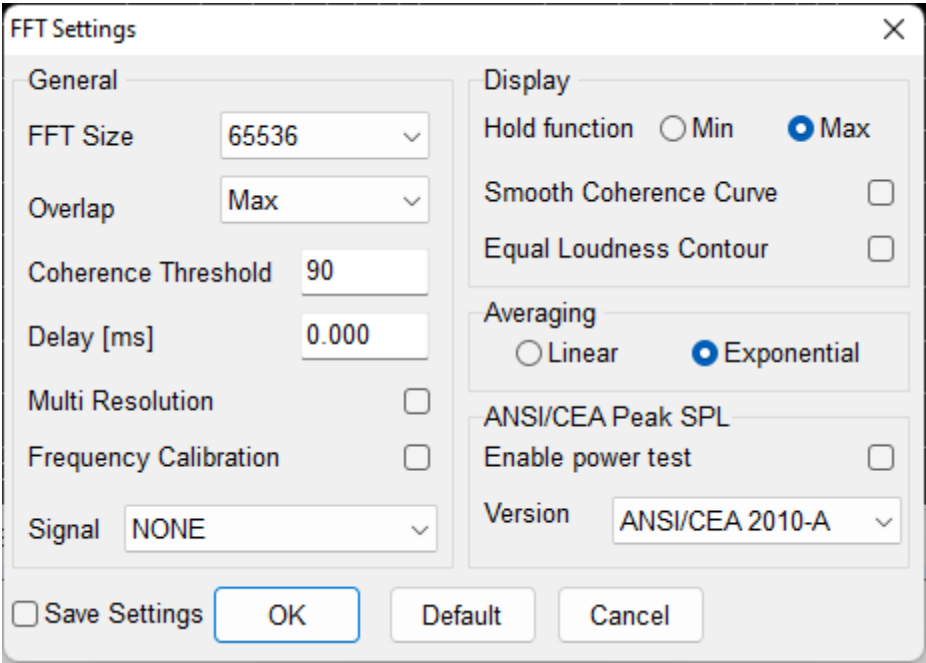 FFT Settings
General
FFT Size 65536
Overlap Max
Coherence Threshold 90
Delay [ms] 0.000
Multi Resolution
Frequency Calibration
Signal NONE
Display
Hold function Min Max
Smooth Coherence Curve
Equal Loudness Contour
Averaging
Linear Exponential
ANSI/CEA Peak SPL
Enable power test
Version ANSI/CEA 2010-A
Save Settings OK Default Cancel